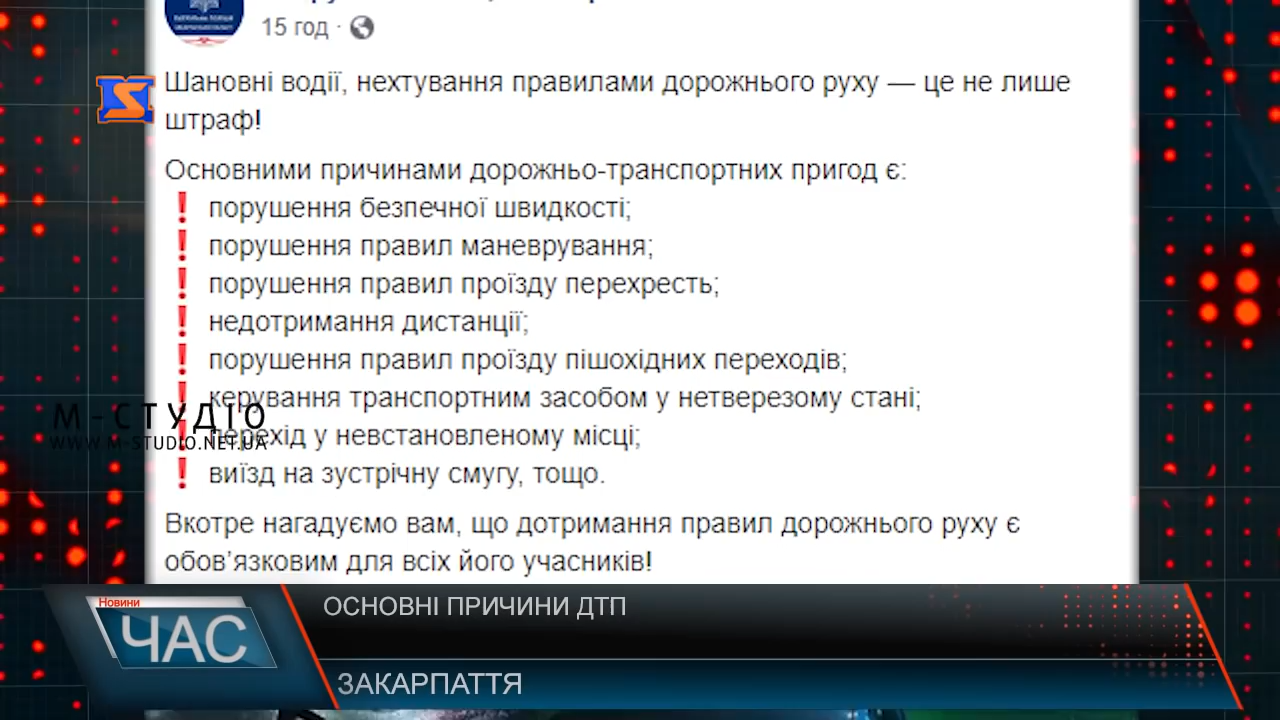 15 год ·
Шановні водії, нехтування правилами дорожнього руху — це не лише
штраф!
Основними причинами дорожньо-транспортних пригод є:
❗ порушення безпечної швидкості;
❗ порушення правил маневрування;
❗ порушення правил проїзду перехресть;
❗ недотримання дистанції;
❗ порушення правил проїзду пішохідних переходів;
❗ керування транспортним засобом у нетверезому стані;
❗ перехід у невстановленому місці;
❗ виїзд на зустрічну смугу, тощо.
М-СТУДІО
WWW.M-STUDIO.NET.UA
Вкотре нагадуємо вам, що дотримання правил дорожнього руху є
обов’язковим для всіх його учасників!
Новини
ЧАС
ОСНОВНІ ПРИЧИНИ ДТП
ЗАКАРПАТТЯ